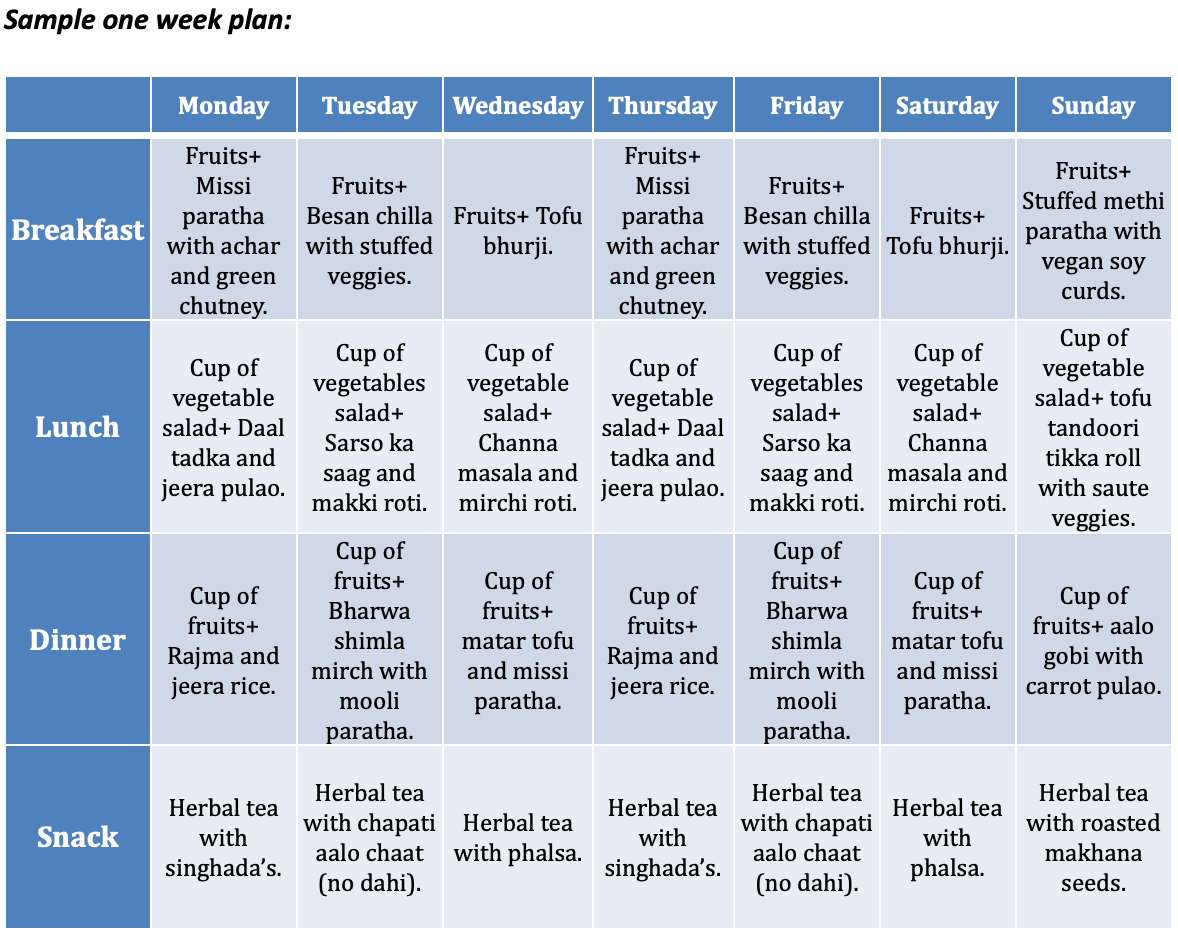 Sample one week plan:
Monday
Tuesday
Wednesday
Thursday
Friday
Saturday
Sunday
Breakfast
Fruits+
Missi
paratha
with achar
and green
chutney.
Fruits+
Besan chilla
with stuffed
veggies.
Fruits+ Tofu
bhurji.
Fruits+
Missi
paratha
with achar
and green
chutney.
Fruits+
Besan chilla
with stuffed
veggies.
Fruits+
Tofu bhurji.
Fruits+
Stuffed methi
paratha with
vegan soy
curds.
Lunch
Cup of
vegetable
salad+ Daal
tadka and
jeera pulao.
Cup of
vegetables
salad+
Sarso ka
saag and
makki roti.
Cup of
vegetable
salad+
Channa
masala and
mirchi roti.
Cup of
vegetable
salad+ Daal
tadka and
jeera pulao.
Cup of
vegetables
salad+
Sarso ka
saag and
makki roti.
Cup of
vegetable
salad+
Channa
masala and
mirchi roti.
Cup of
vegetable
salad+ tofu
tandoori
tikka roll
with saute
veggies.
Dinner
Cup of
fruits+
Rajma and
jeera rice.
Cup of
fruits+
Bharwa
shimla
mirch with
mooli
paratha.
Cup of
fruits+
matar tofu
and missi
paratha.
Cup of
fruits+
Rajma and
jeera rice.
Cup of
fruits+
Bharwa
shimla
mirch with
mooli
paratha.
Cup of
fruits+
matar tofu
and missi
paratha.
Cup of
fruits+ aalo
gobi with
carrot pulao.
Snack
Herbal tea
with
singhada’s.
Herbal tea
with chapati
aalo chaat
(no dahi).
Herbal tea
with phalsa.
Herbal tea
with
singhada’s.
Herbal tea
with chapati
aalo chaat
(no dahi).
Herbal tea
with
phalsa.
Herbal tea
with roasted
makhana
seeds.